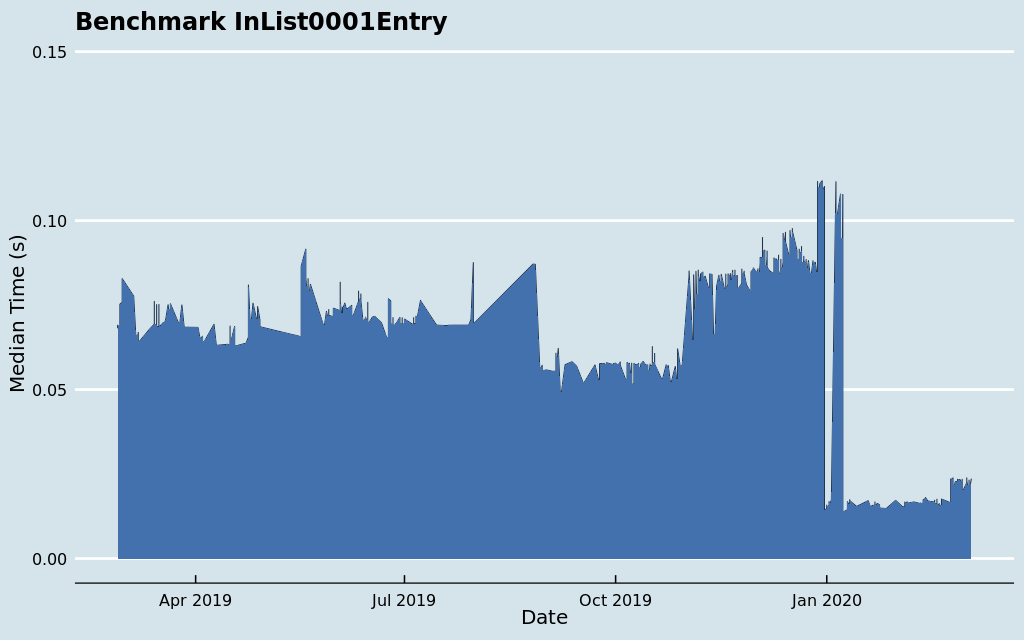 Benchmark InList0001Entry
0.15
0.10
0.05
0.00
Median Time (s)
Apr 2019
Jul 2019
Oct 2019
Jan 2020
Date